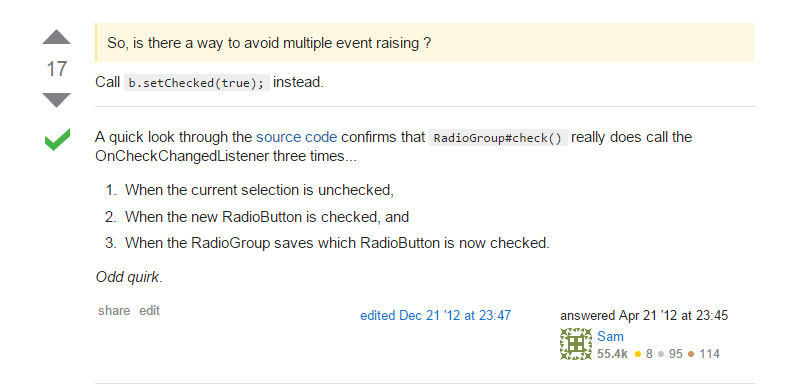 So, is there a way to avoid multiple event raising ?
17
Call b.setChecked(true); instead.
A quick look through the source code confirms that RadioGroup#check() really does call the
OnCheckChangedListener three times...
1. When the current selection is unchecked,
2. When the new RadioButton is checked, and
3. When the RadioGroup saves which RadioButton is now checked.
Odd quirk.
share edit
edited Dec 21 '12 at 23:47
answered Apr 21 '12 at 23:45
Sam
55.4k ● 8 ● 95 ● 114